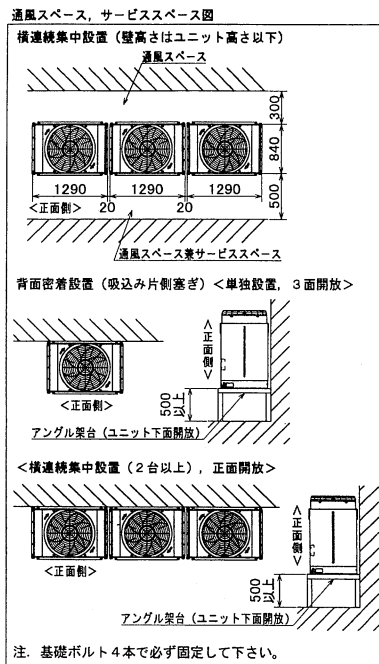 通風スペース，サービススペース図
横連続集中設置（壁高さはユニット高さ以下）
通風スペース
300
840
500
1290
1290
1290
<正面側>
20
20
通風スペース兼サービススペース
背面密着設置（吸込み片側塞ぎ）<単独設置，３面開放>
<正面側>
<正面側>
500
以上
アングル架台（ユニット下面開放）
<横連続集中設置（２台以上），正面開放>
<正面側>
<正面側>
500
以上
アングル架台（ユニット下面開放）
注．基礎ボルト４本で必ず固定して下さい。